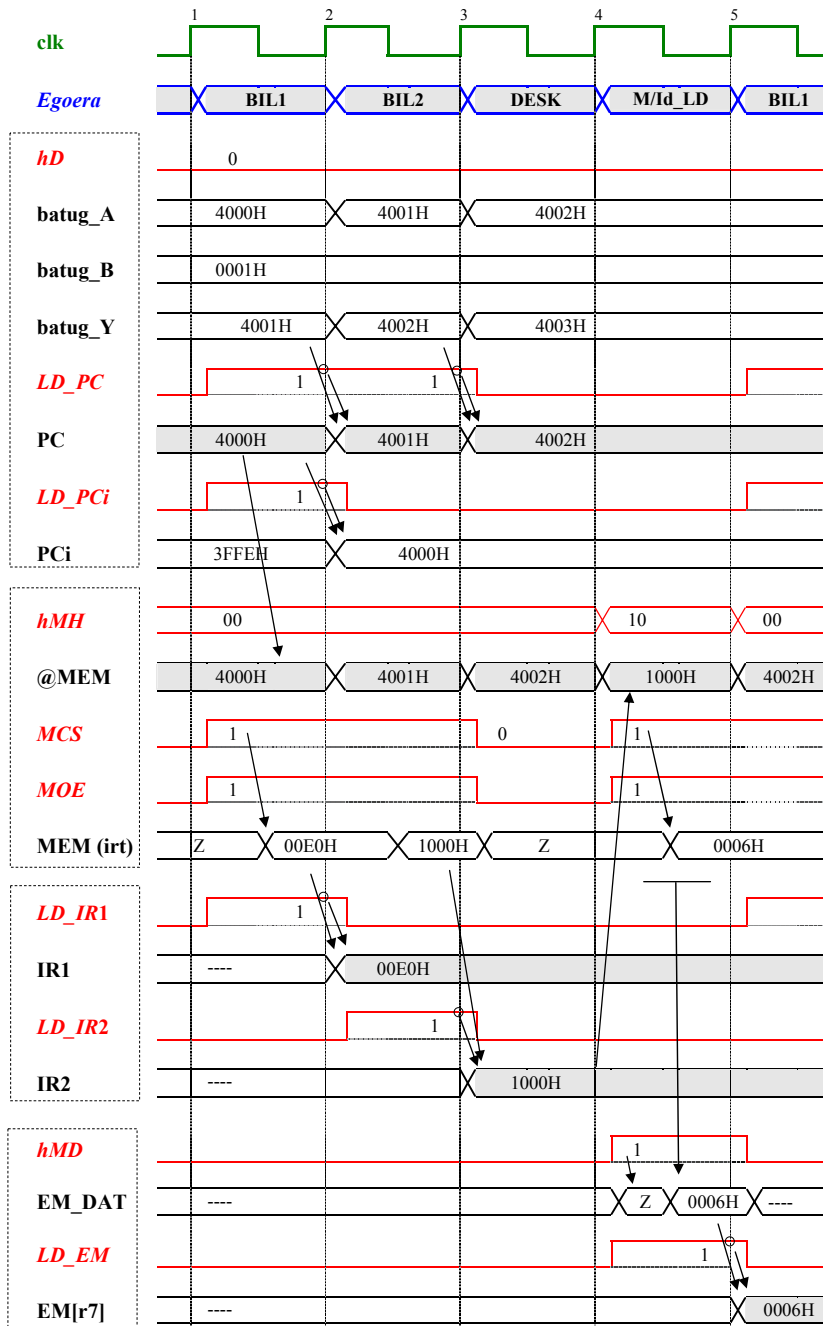 1 2 3 4 5
clk
Egoera BIL1 BIL2 DESK M/Id_LD BIL1
hD 0
batug_A 4000H 4001H 4002H
batug_B 0001H
batug_Y 4001H 4002H 4003H
LD_PC 1 1
PC 4000H 4001H 4002H
LD_PCi 1
PCi 3FFEH 4000H
hMH 00 10 00
@MEM 4000H 4001H 4002H 1000H 4002H
MCS 1 0 1
MOE 1 1
MEM (irt) Z 00E0H 1000H Z 0006H
LD_IR1 1
IR1 ---- 00E0H
LD_IR2 1
IR2 ---- 1000H
hMD 1
EM_DAT ---- Z 0006H ----
LD_EM 1
EM[r7] ---- 0006H